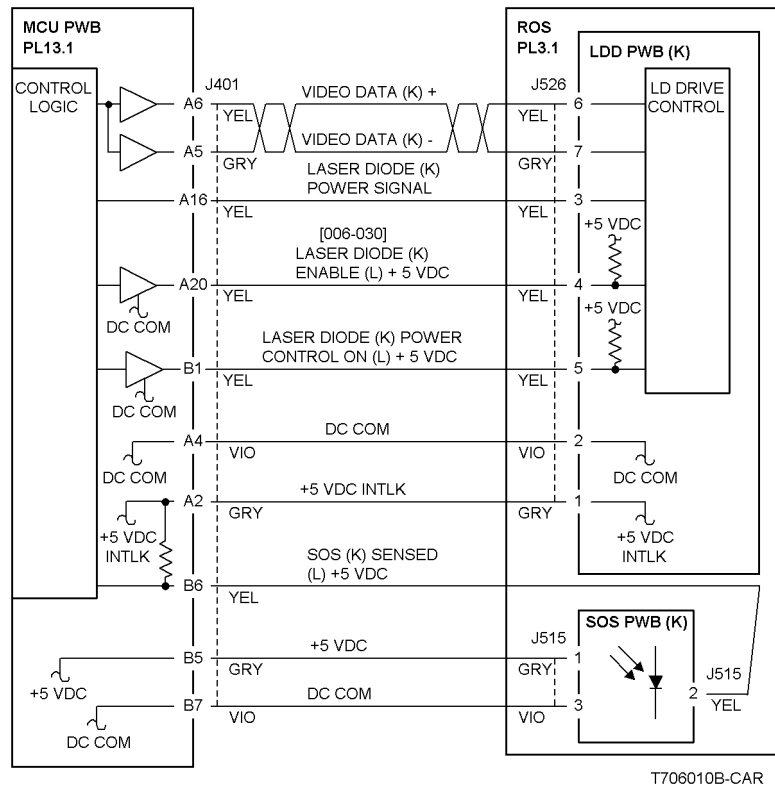 MCU PWB
PL13.1
ROS
PL3.1
LDD PWB (K)
CONTROL
LOGIC
J401
J526
LD DRIVE
CONTROL
A6
YEL
VIDEO DATA (K) +
YEL
6
A5
GRY
VIDEO DATA (K) -
GRY
7
LASER DIODE (K)
POWER SIGNAL
A16
YEL
YEL
3
+5 VDC
[006-030]
LASER DIODE (K)
ENABLE (L) + 5 VDC
A20
YEL
YEL
4
DC COM
+5 VDC
LASER DIODE (K) POWER
CONTROL ON (L) + 5 VDC
B1
YEL
YEL
5
DC COM
DC COM
A4
VIO
VIO
2
DC COM
DC COM
+5 VDC INTLK
A2
GRY
GRY
1
+5 VDC
INTLK
+5 VDC
INTLK
SOS (K) SENSED
(L) +5 VDC
B6
YEL
SOS PWB (K)
+5 VDC
J515
B5
GRY
GRY
1
+5 VDC
J515
2
YEL
DC COM
B7
VIO
VIO
3
DC COM
T706010B-CAR